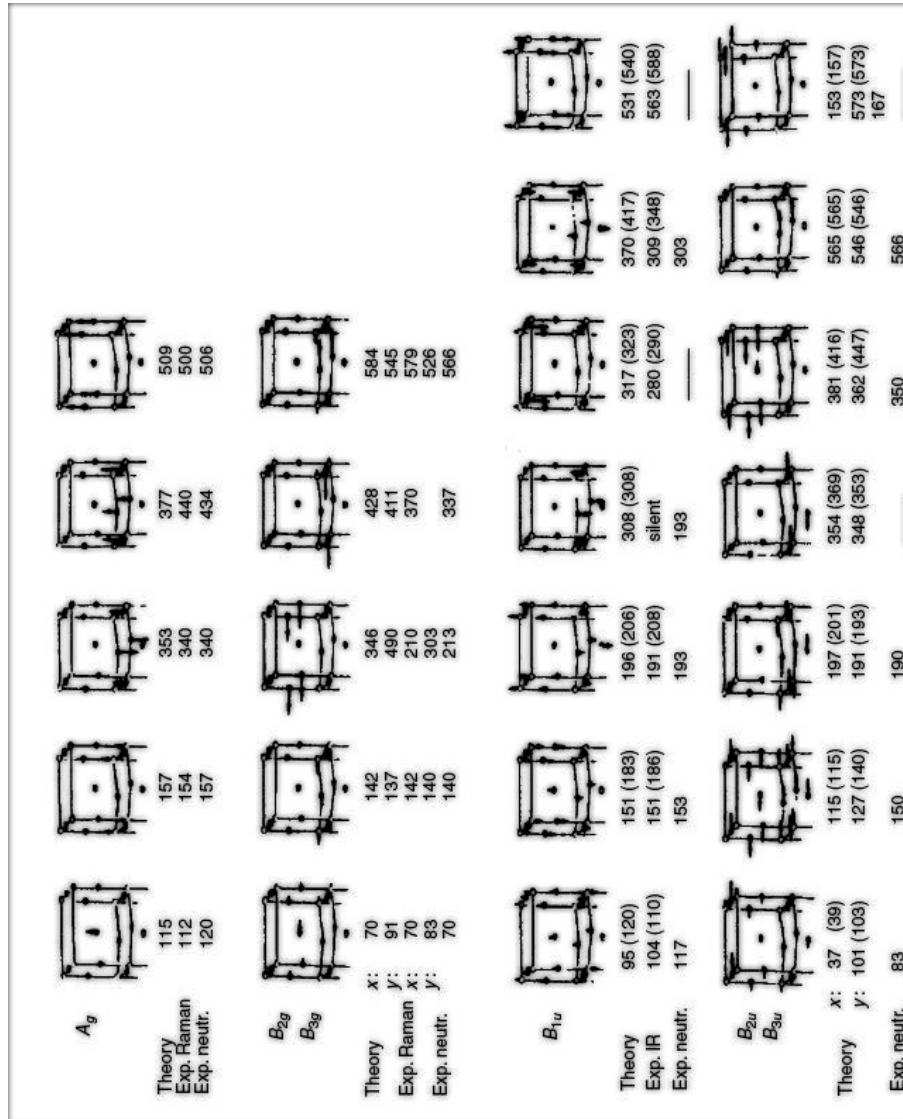 A_g
Theory 115 157 353 377 509
Exp. Raman 112 154 340 440 500
Exp. neutr. 120 157 340 434 506
B_2g
B_3g
Theory x: 70 142 346 428 584
y: 91 137 490 411 545
Exp. Raman x: 70 142 210 370 579
y: 83 140 303 526
Exp. neutr. 70 140 213 337 566
B_1u
Theory 95 (120) 151 (183) 196 (206) 308 (308) 317 (323) 370 (417) 531 (540)
Exp. IR 104 (110) 151 (186) 191 (208) silent 280 (290) 309 (348) 563 (588)
Exp. neutr. 117 153 193 193 —— 303 ——
B_2u
B_3u
Theory x: 37 (39) 115 (115) 197 (201) 354 (369) 381 (416) 565 (565) 153 (157)
y: 101 (103) 127 (140) 191 (193) 348 (353) 362 (447) 546 (546) 573 (573)
167
Exp. neutr. 83 150 190 —— 350 566 ——